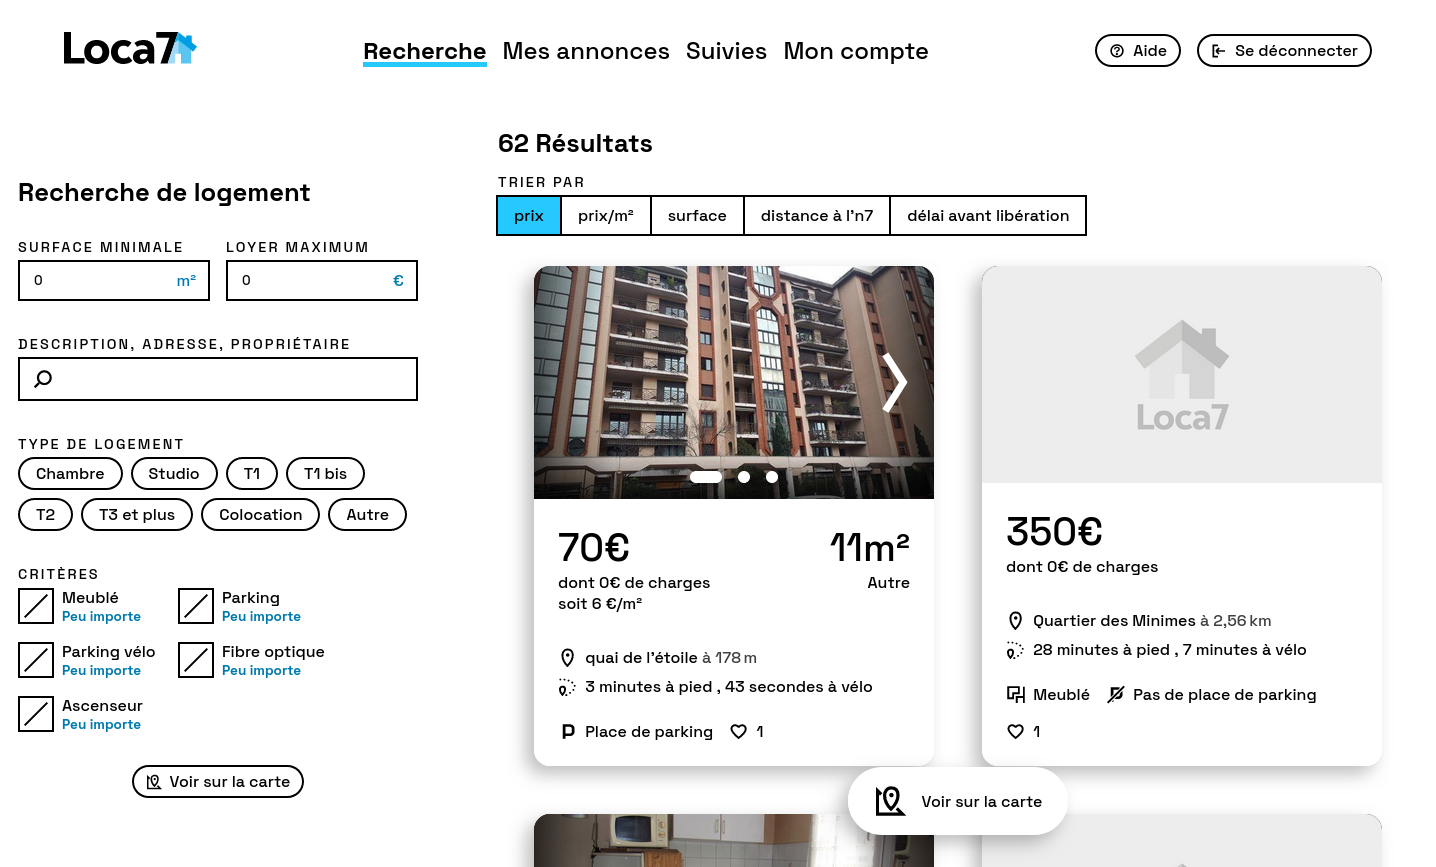 Loca7
Recherche
Mes annonces
Suivies
Mon compte
Aide
Se déconnecter
Recherche de logement
SURFACE MINIMALE
LOYER MAXIMUM
0
m²
0
€
DESCRIPTION, ADRESSE, PROPRIÉTAIRE
TYPE DE LOGEMENT
Chambre
Studio
T1
T1 bis
T2
T3 et plus
Colocation
Autre
CRITÈRES
Meublé
Peu importe
Parking
Peu importe
Parking vélo
Peu importe
Fibre optique
Peu importe
Ascenseur
Peu importe
Voir sur la carte
62 Résultats
TRIER PAR
prix
prix/m²
surface
distance à l'n7
délai avant libération
70€
11m²
dont 0€ de charges
Autre
soit 6 €/m²
quai de l'étoile à 178 m
3 minutes à pied , 43 secondes à vélo
Place de parking
1
Loca7
350€
dont 0€ de charges
Quartier des Minimes à 2,56 km
28 minutes à pied , 7 minutes à vélo
Meublé
Pas de place de parking
1
Voir sur la carte